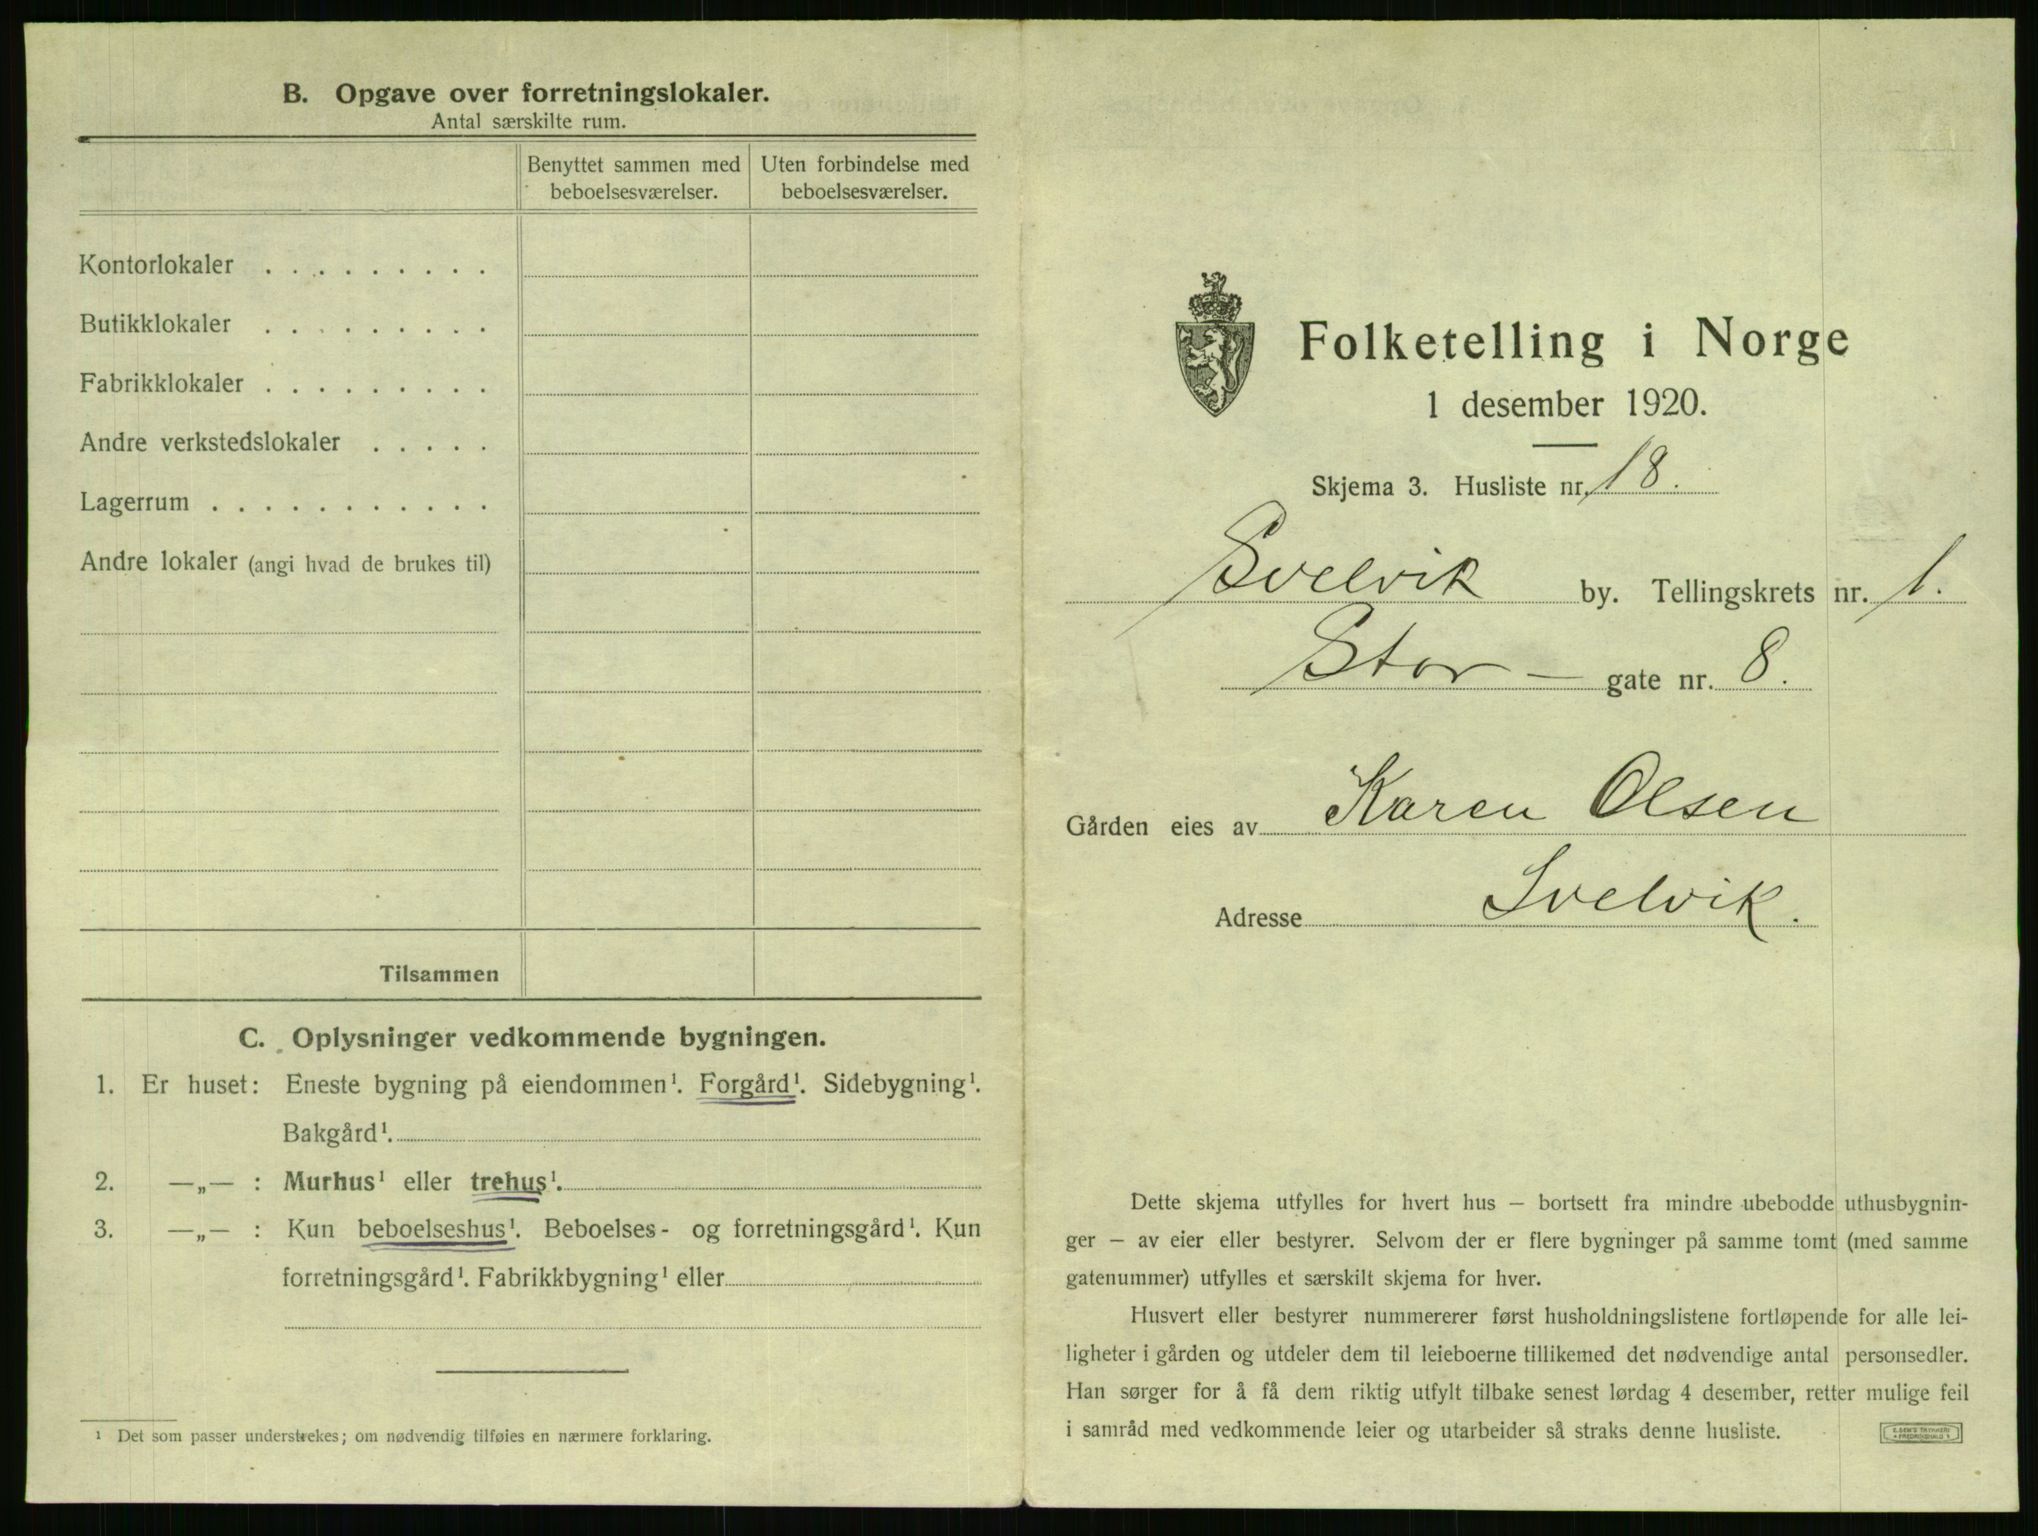 B. Opgave over forretningslokaler.
Antal særskilte rum.
Benyttet sammen med beboelsesværelser.
Uten forbindelse med beboelsesværelser.
Kontorlokaler . . . . . . . . .
Butikklokaler . . . . . . . . .
Fabrikklokaler . . . . . . . . .
Andre verkstedslokaler . . . . .
Lagerrum . . . . . . . . . . .
Andre lokaler (angi hvad de brukes til)
Tilsammen
C. Oplysninger vedkommende bygningen.
1. Er huset: Eneste bygning på eiendommen¹. Forgård¹. Sidebygning¹.
Bakgård¹.
2. —„— : Murhus¹ eller trehus¹.
3. —„— : Kun beboelseshus¹. Beboelses- og forretningsgård¹. Kun
forretningsgård¹. Fabrikkbygning¹ eller
¹ Det som passer understrekes; om nødvendig tilføies en nærmere forklaring.
Folketelling i Norge
1 desember 1920.
Skjema 3. Husliste nr. 18.
Svelvik by. Tellingskrets nr. 1.
Stor — gate nr. 8.
Gården eies av Karen Olsen
Adresse Svelvik.
Dette skjema utfylles for hvert hus – bortsett fra mindre ubebodde uthusbygnin-
ger – av eier eller bestyrer. Selvom der er flere bygninger på samme tomt (med samme
gatenummer) utfylles et særskilt skjema for hver.
Husvert eller bestyrer nummererer først husholdningslistene fortløpende for alle lei-
ligheter i gården og utdeler dem til leieboerne tillikemed det nødvendige antal personsedler.
Han sørger for å få dem riktig utfylt tilbake senest lørdag 4 desember, retter mulige feil
i samråd med vedkommende leier og utarbeider så straks denne husliste.